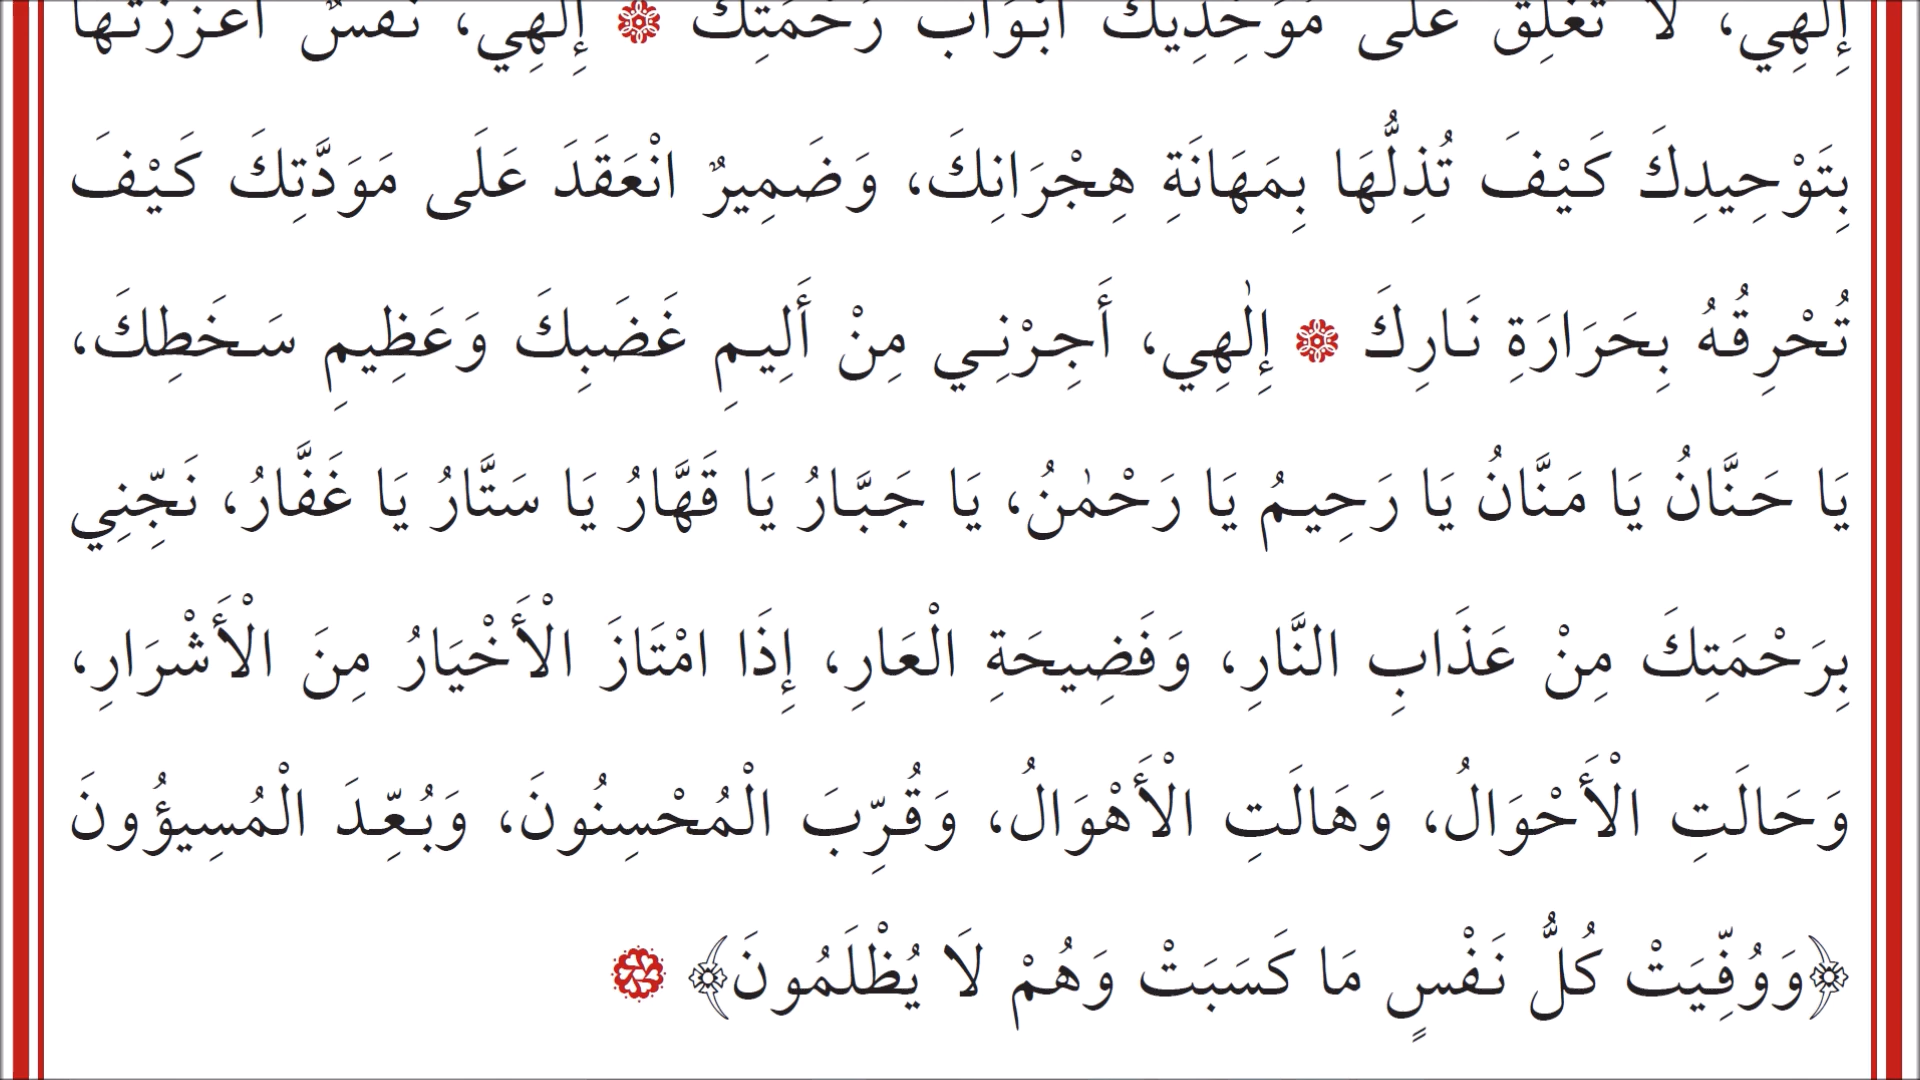 إِلٰهِي، لَا تُغْلِقْ عَلَى مُوَحِّدِيكَ أَبْوَابَ رَحْمَتِكَ ۞ إِلٰهِي، نَفْسٌ أَعْزَزْتَهَا
بِتَوْحِيدِكَ كَيْفَ تُذِلُّهَا بِمَهَانَةِ هِجْرَانِكَ، وَضَمِيرٌ انْعَقَدَ عَلَى مَوَدَّتِكَ كَيْفَ
تُحْرِقُهُ بِحَرَارَةِ نَارِكَ ۞ إِلٰهِي، أَجِرْنِي مِنْ أَلِيمِ غَضَبِكَ وَعَظِيمِ سَخَطِكَ،
يَا حَنَّانُ يَا مَنَّانُ يَا رَحِيمُ يَا رَحْمٰنُ، يَا جَبَّارُ يَا قَهَّارُ يَا سَتَّارُ يَا غَفَّارُ، نَجِّنِي
بِرَحْمَتِكَ مِنْ عَذَابِ النَّارِ، وَفَضِيحَةِ الْعَارِ، إِذَا امْتَازَ الْأَخْيَارُ مِنَ الْأَشْرَارِ،
وَحَالَتِ الْأَحْوَالُ، وَهَالَتِ الْأَهْوَالُ، وَقُرِّبَ الْمُحْسِنُونَ، وَبُعِّدَ الْمُسِيؤُونَ
﴿وَوُفِّيَتْ كُلُّ نَفْسٍ مَا كَسَبَتْ وَهُمْ لَا يُظْلَمُونَ﴾